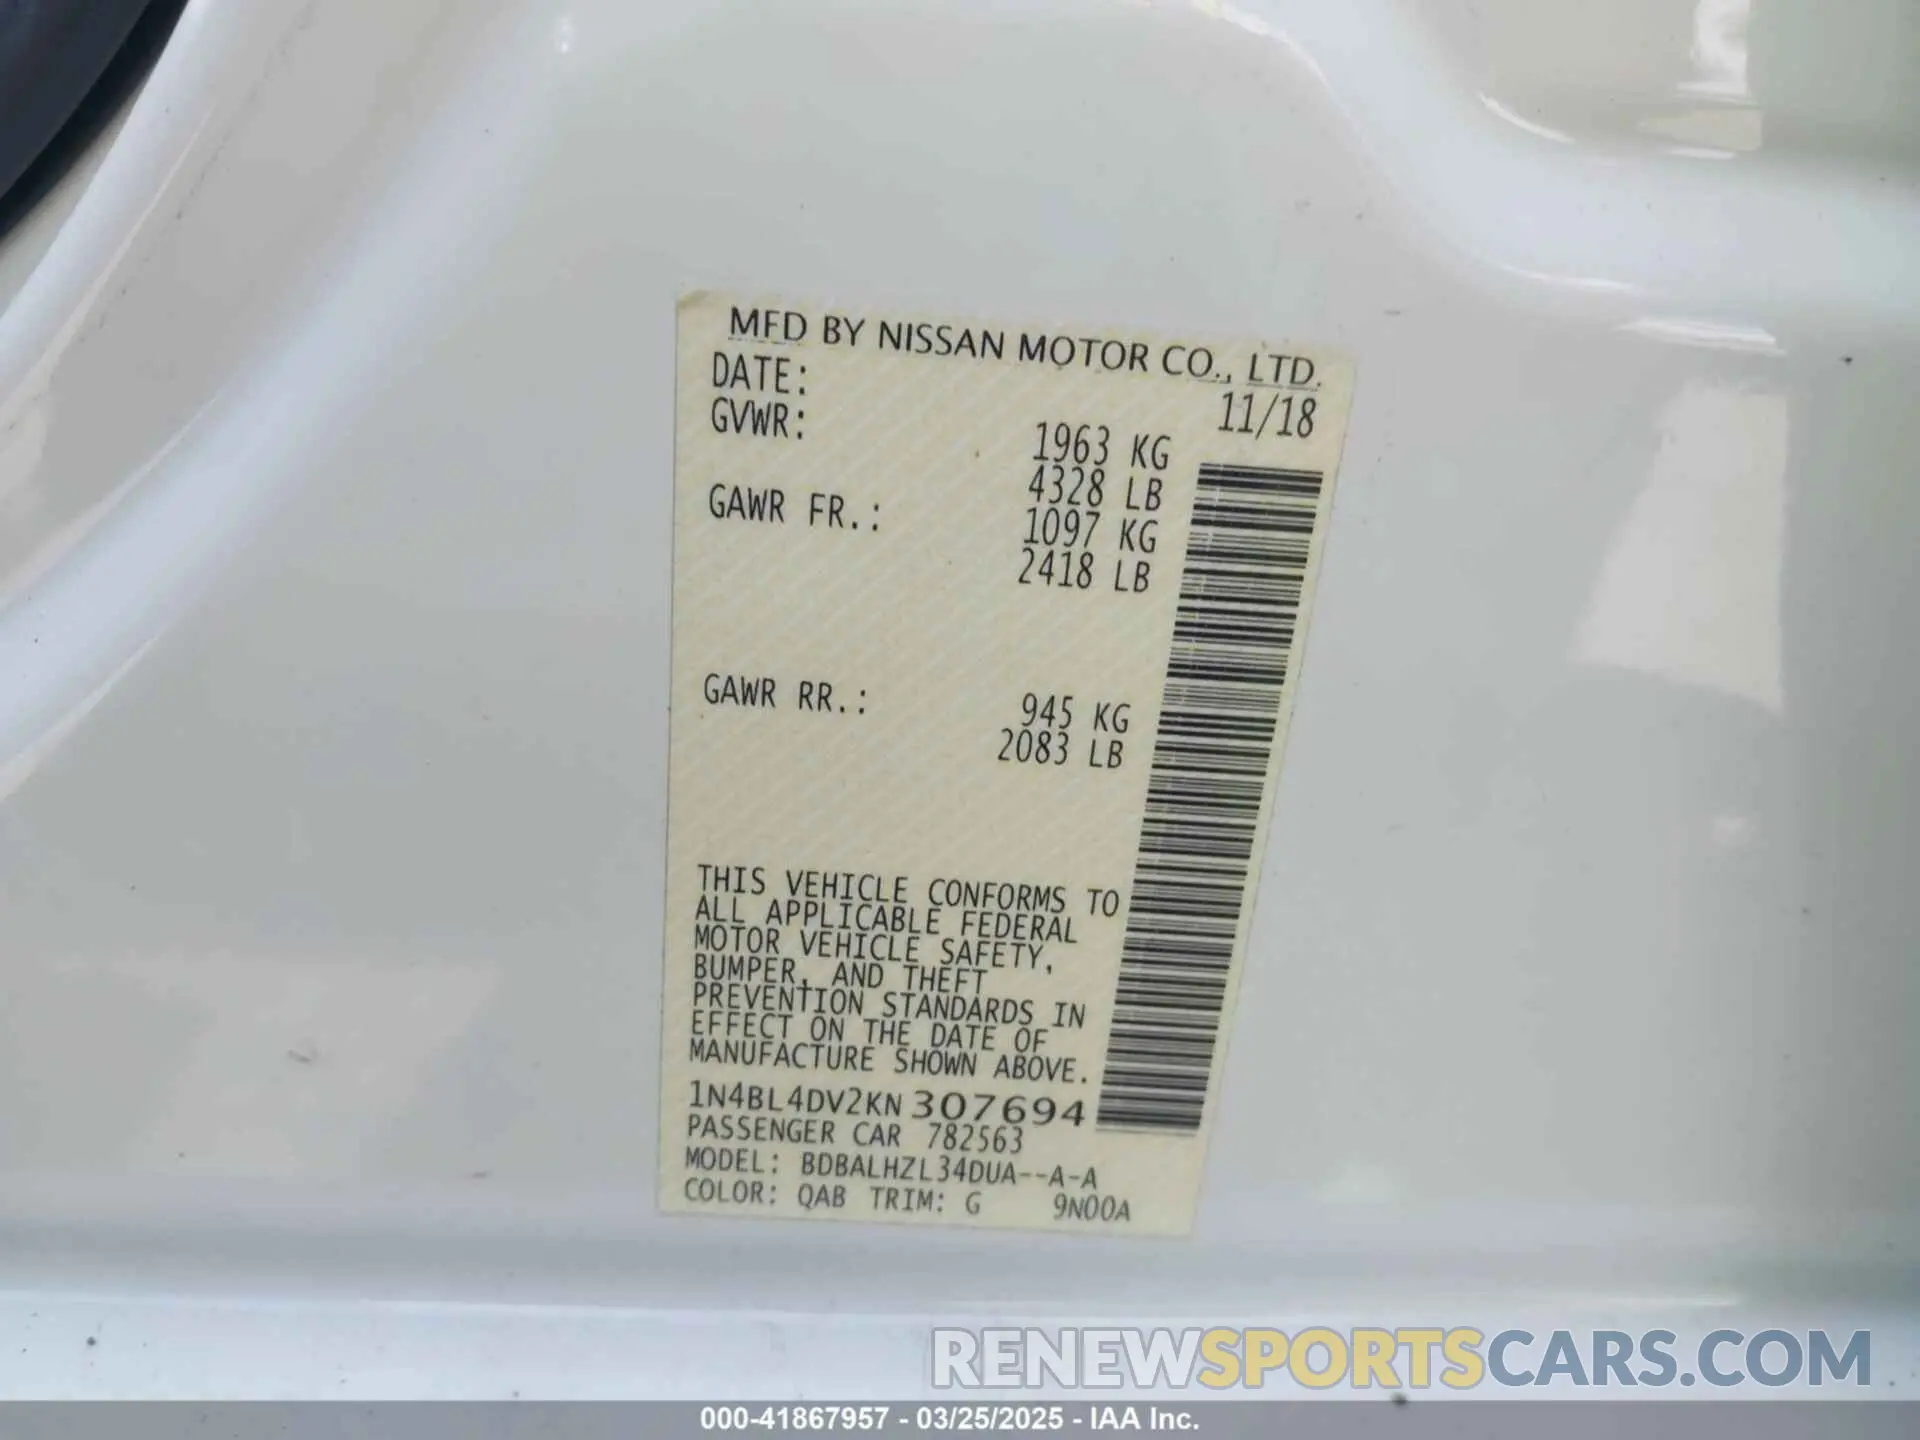 MFD BY NISSAN MOTOR CO., LTD.
DATE: 11/18
GVWR: 1963 KG
4328 LB
GAWR FR.: 1097 KG
2418 LB
GAWR RR.: 945 KG
2083 LB
THIS VEHICLE CONFORMS TO
ALL APPLICABLE FEDERAL
MOTOR VEHICLE SAFETY,
BUMPER, AND THEFT
PREVENTION STANDARDS IN
EFFECT ON THE DATE OF
MANUFACTURE SHOWN ABOVE.
1N4BL4DV2KN307694
PASSENGER CAR 782563
MODEL: BDBALHZL34DUA--A-A
COLOR: QAB TRIM: G 9N00A
RENEWSPORTSCARS.COM
000-41867957 - 03/25/2025 - IAA Inc.